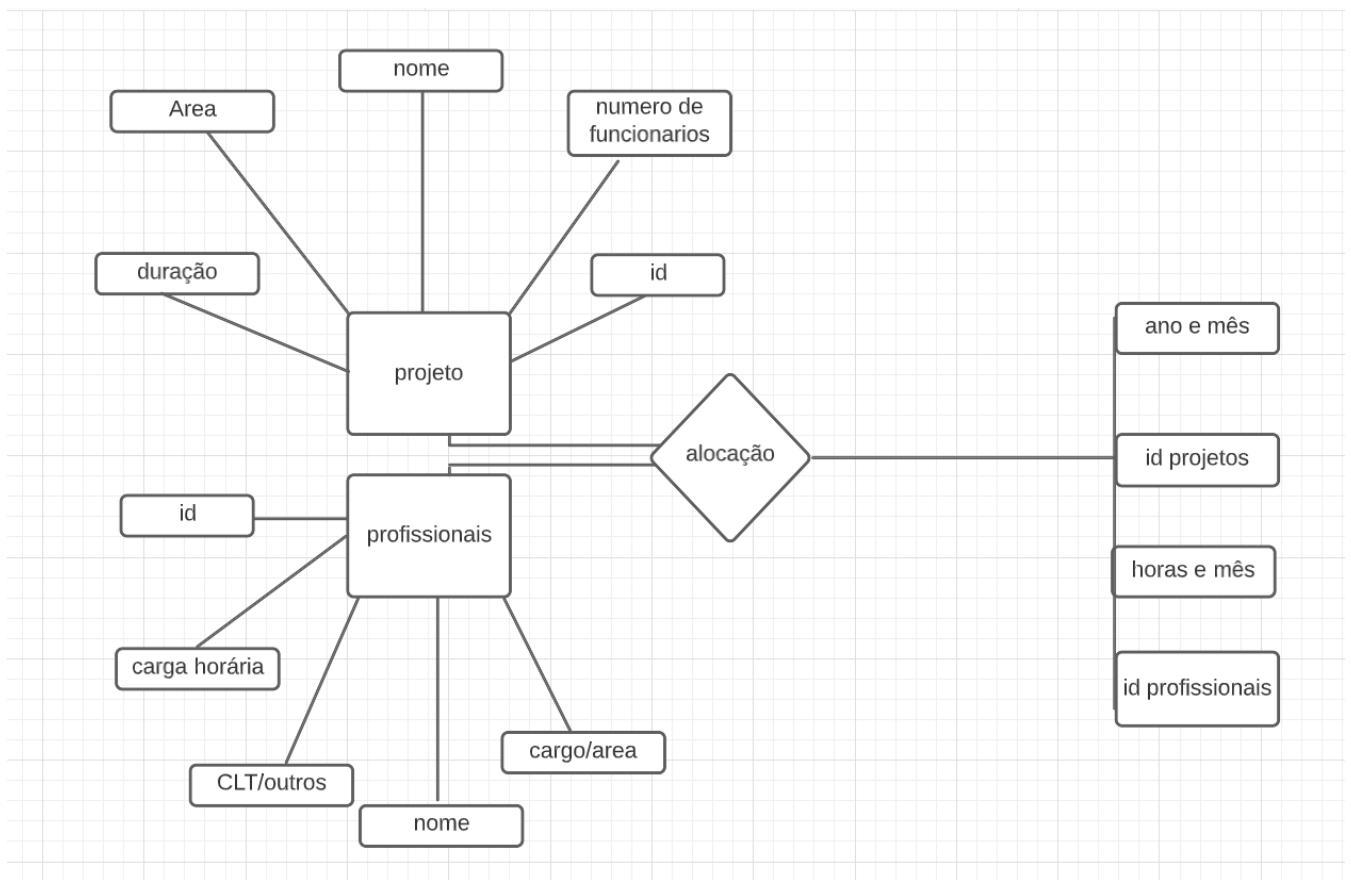 nome
Area
numero de
funcionarios
duração
id
projeto
ano e mês
alocação
id projetos
id
profissionais
horas e mês
carga horária
id profissionais
cargo/area
CLT/outros
nome